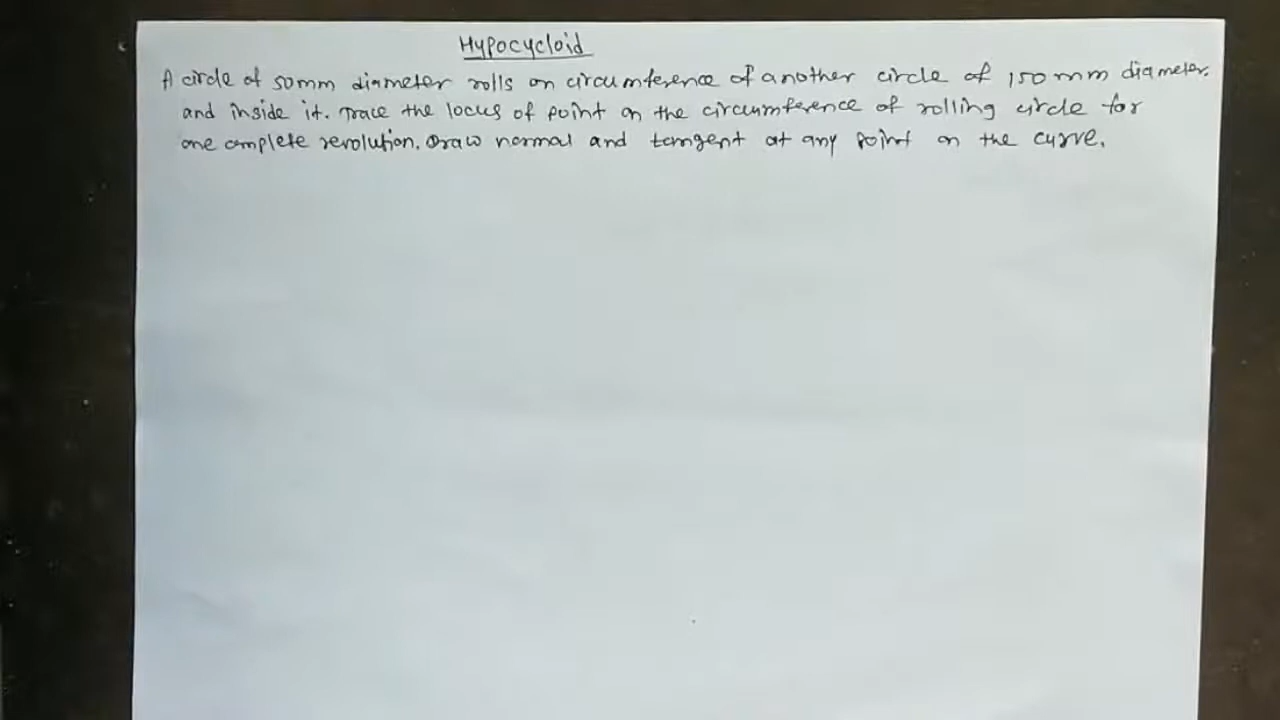 Hypocycloid
A circle of 50mm diameter rolls on circumference of another circle of 150mm diameter.
and inside it. Trace the locus of point on the circumference of rolling circle for
one complete revolution. Draw normal and tangent at any point on the curve.